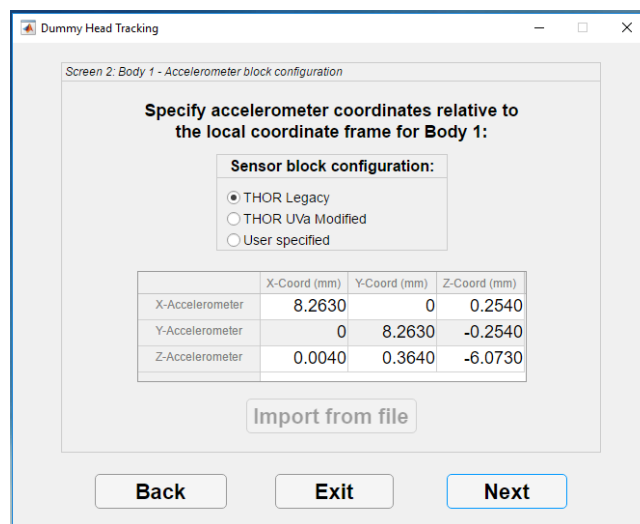 Dummy Head Tracking
Screen 2: Body 1 - Accelerometer block configuration
Specify accelerometer coordinates relative to
the local coordinate frame for Body 1:
Sensor block configuration:
THOR Legacy
THOR UVa Modified
User specified
X-Coord (mm) Y-Coord (mm) Z-Coord (mm)
X-Accelerometer 8.2630 0 0.2540
Y-Accelerometer 0 8.2630 -0.2540
Z-Accelerometer 0.0040 0.3640 -6.0730
Import from file
Back Exit Next